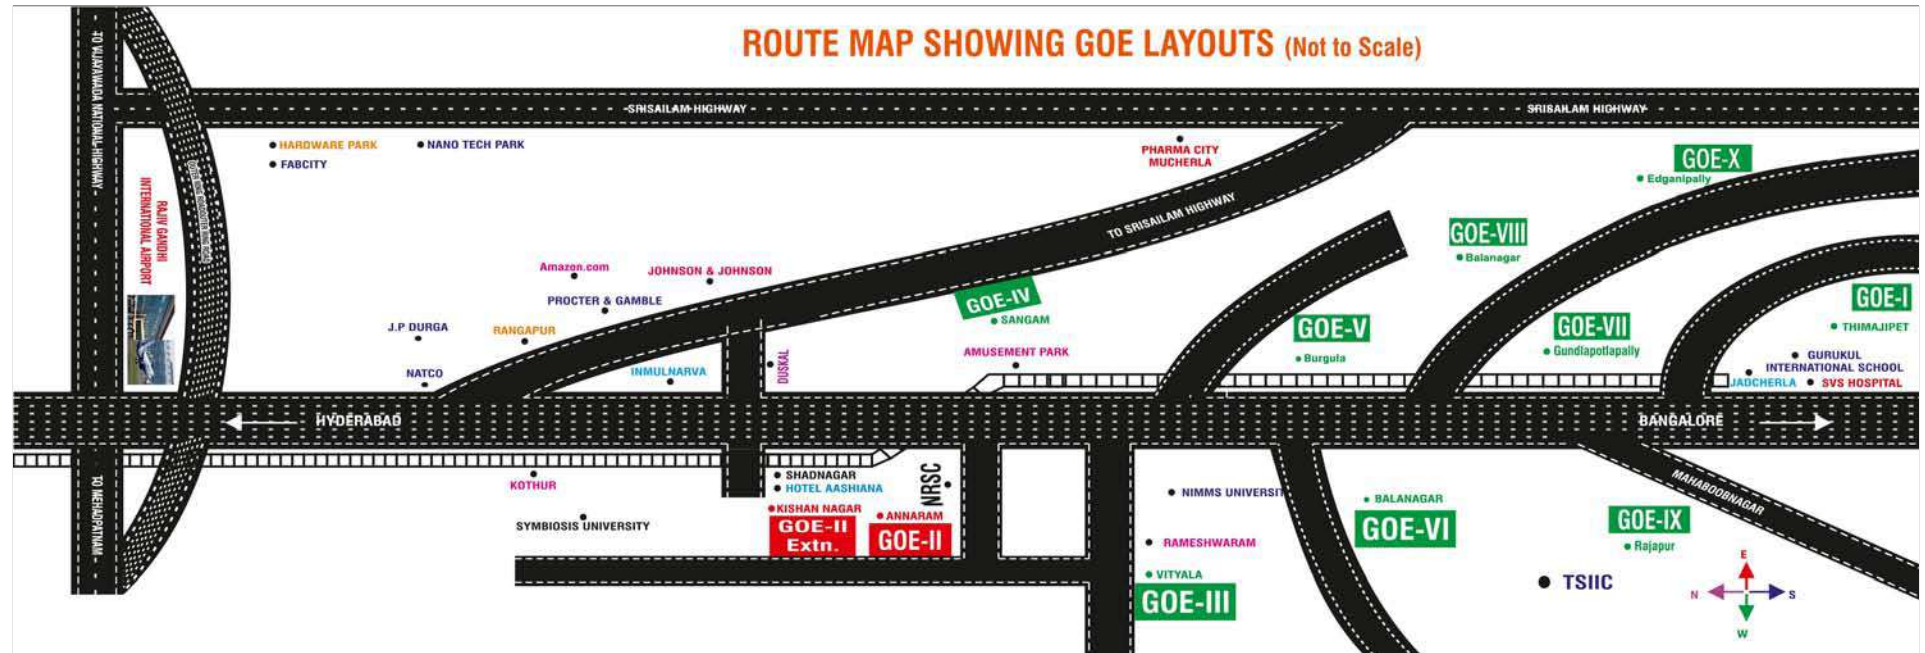 ROUTE MAP SHOWING GOE LAYOUTS (Not to Scale)
TO VIJAYAWADA NATIONAL HIGHWAY
SRISAILAM HIGHWAY
SRISAILAM HIGHWAY
HARDWARE PARK
NANO TECH PARK
FABCITY
PHARMA CITY
MUCHERLA
GOE-X
Edganipally
RAJIV GANDHI
INTERNATIONAL AIRPORT
TO SRISAILAM HIGHWAY
GOE-VIII
Balanagar
Amazon.com
JOHNSON & JOHNSON
PROCTER & GAMBLE
GOE-IV
SANGAM
GOE-I
THIMAJIPET
J.P DURGA
RANGAPUR
GOE-V
Burgula
GOE-VII
Gundlapotlapally
AMUSEMENT PARK
DUSKAL
NATCO
INMULNARVA
GURUKUL
INTERNATIONAL SCHOOL
JADCHERLA
SVS HOSPITAL
HYDERABAD
BANGALORE
TO MEHADPATNAM
KOTHUR
SHADNAGAR
HOTEL AASHIANA
NRSC
KISHAN NAGAR
ANNARAM
GOE-II
Extn.
GOE-II
SYMBIOSIS UNIVERSITY
NIMMS UNIVERSIT
BALANAGAR
GOE-VI
MAHABOOBNAGAR
GOE-IX
Rajapur
RAMESHWARAM
VITYALA
GOE-III
TSIIC
E
N
S
W